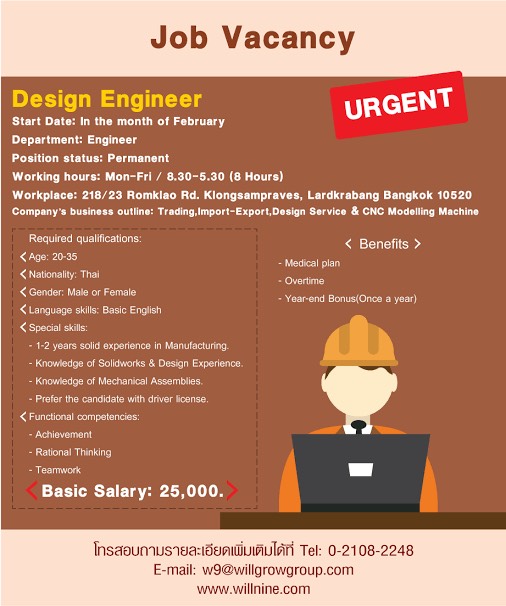 Job Vacancy
Design Engineer
URGENT
Start Date: In the month of February
Department: Engineer
Position status: Permanent
Working hours: Mon-Fri / 8.30-5.30 (8 Hours)
Workplace: 218/23 Romklao Rd. Klongsampraves, Lardkrabang Bangkok 10520
Company's business outline: Trading,Import-Export,Design Service & CNC Modelling Machine
Required qualifications:
Age: 20-35
Nationality: Thai
Gender: Male or Female
Language skills: Basic English
Special skills:
- 1-2 years solid experience in Manufacturing.
- Knowledge of Solidworks & Design Experience.
- Knowledge of Mechanical Assemblies.
- Prefer the candidate with driver license.
Functional competencies:
- Achievement
- Rational Thinking
- Teamwork
Basic Salary: 25,000.
Benefits
- Medical plan
- Overtime
- Year-end Bonus(Once a year)
โทรสอบถามรายละเอียดเพิ่มเติมได้ที่ Tel: 0-2108-2248
E-mail: w9@willgrowgroup.com
www.willnine.com